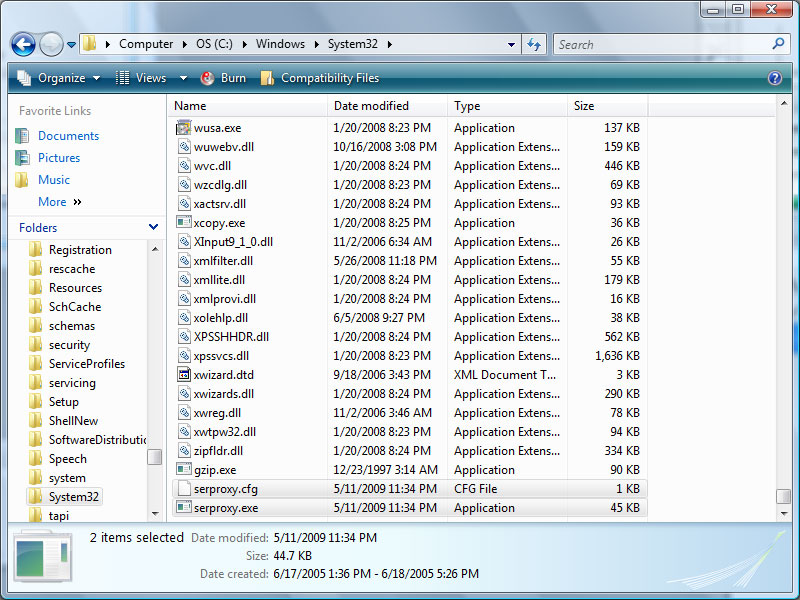 Computer OS (C:) Windows System32 Search
Organize Views Burn Compatibility Files
Favorite Links
Documents
Pictures
Music
More »
Folders
Registration
rescache
Resources
SchCache
schemas
security
ServiceProfiles
servicing
Setup
ShellNew
SoftwareDistributic
Speech
system
System32
tapi
Name Date modified Type Size
wusa.exe 1/20/2008 8:23 PM Application 137 KB
wuwebv.dll 10/16/2008 3:08 PM Application Extens... 159 KB
wvc.dll 1/20/2008 8:24 PM Application Extens... 446 KB
wzcdlg.dll 1/20/2008 8:23 PM Application Extens... 69 KB
xactsrv.dll 1/20/2008 8:24 PM Application Extens... 93 KB
xcopy.exe 1/20/2008 8:25 PM Application 36 KB
XInput9_1_0.dll 11/2/2006 6:34 AM Application Extens... 26 KB
xmlfilter.dll 5/26/2008 11:18 PM Application Extens... 55 KB
xmllite.dll 1/20/2008 8:24 PM Application Extens... 179 KB
xmlprovi.dll 1/20/2008 8:24 PM Application Extens... 16 KB
xolehlp.dll 6/5/2008 9:27 PM Application Extens... 38 KB
XPSSHHDR.dll 1/20/2008 8:24 PM Application Extens... 562 KB
xpssvcs.dll 1/20/2008 8:23 PM Application Extens... 1,636 KB
xwizard.dtd 9/18/2006 3:43 PM XML Document T... 3 KB
xwizards.dll 1/20/2008 8:24 PM Application Extens... 290 KB
xwreg.dll 11/2/2006 3:46 AM Application Extens... 78 KB
xwtpw32.dll 1/20/2008 8:23 PM Application Extens... 94 KB
zipfldr.dll 1/20/2008 8:24 PM Application Extens... 334 KB
gzip.exe 12/23/1997 3:14 AM Application 90 KB
serproxy.cfg 5/11/2009 11:34 PM CFG File 1 KB
serproxy.exe 5/11/2009 11:34 PM Application 45 KB
2 items selected Date modified: 5/11/2009 11:34 PM
Size: 44.7 KB
Date created: 6/17/2005 1:36 PM - 6/18/2005 5:26 PM